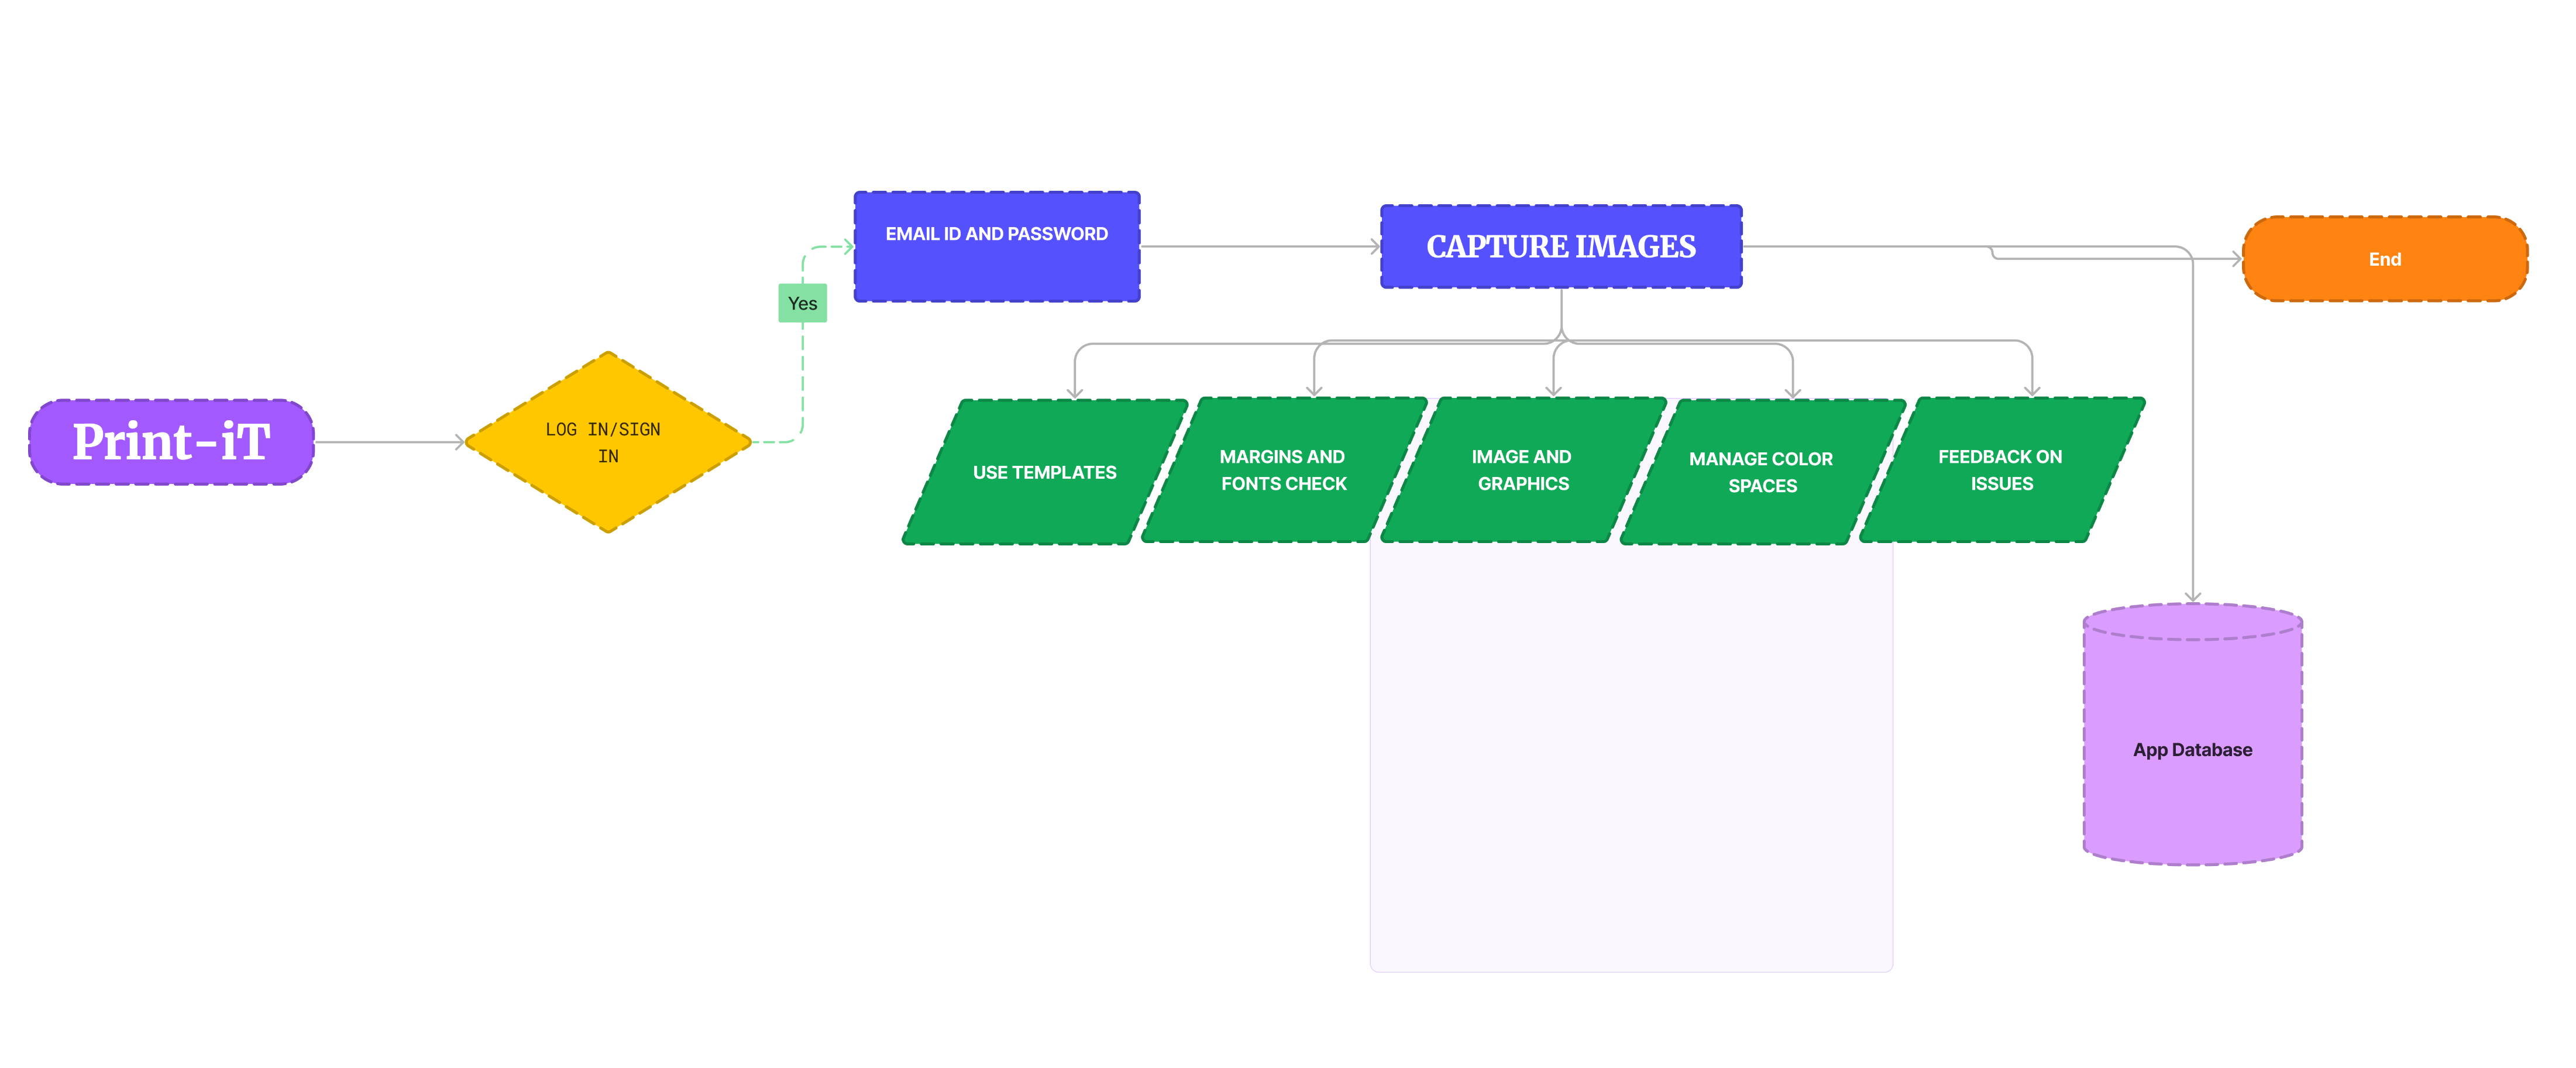 Print-iT
LOG IN/SIGN
IN
Yes
EMAIL ID AND PASSWORD
CAPTURE IMAGES
End
USE TEMPLATES
MARGINS AND
FONTS CHECK
IMAGE AND
GRAPHICS
MANAGE COLOR
SPACES
FEEDBACK ON
ISSUES
App Database